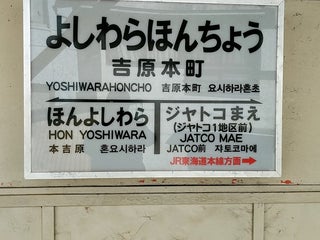 よしわらほんちょう
吉原本町
YOSHIWARAHONCHO 吉原本町 요시하라혼초
ほんよしわら
HON YOSHIWARA
本吉原 혼요시하라
ジヤトコまえ
(ジヤトコ1地区前)
JATCO MAE
JATCO前 쟈토코마에
JR東海道本線方面→